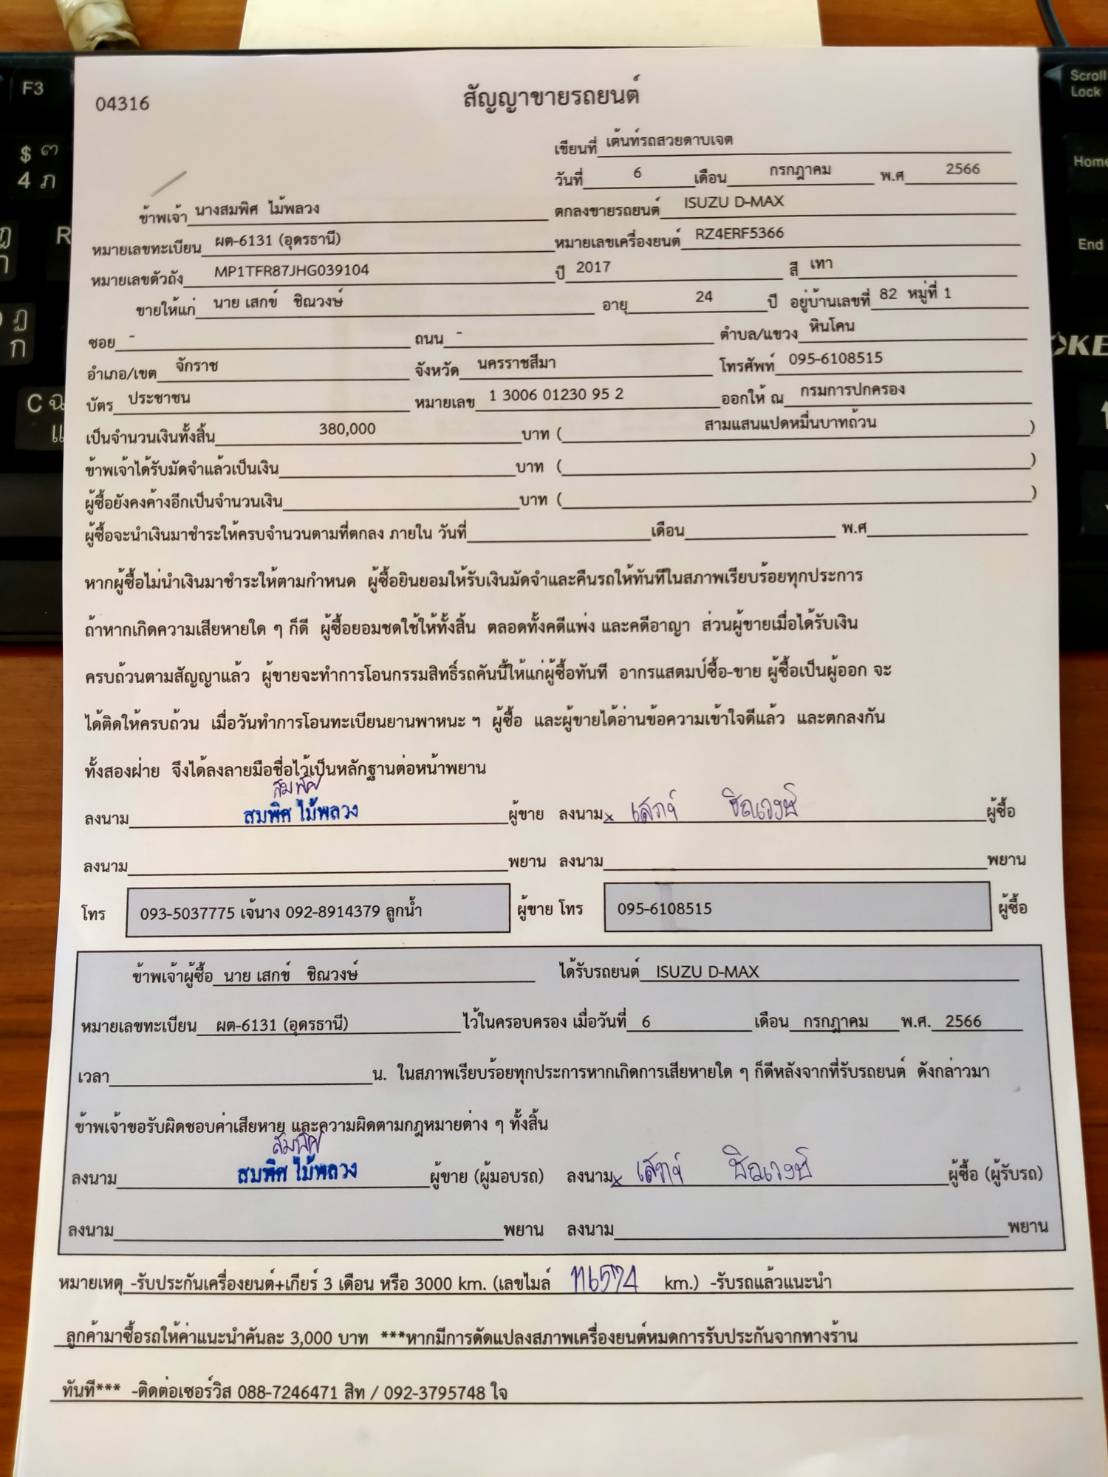 04316
สัญญาขายรถยนต์
เขียนที่ เต้นท์รถสวยดาบเจต
วันที่ 6 เดือน กรกฎาคม พ.ศ 2566
ข้าพเจ้า นางสมพิศ ไม้พลวง ตกลงขายรถยนต์ ISUZU D-MAX
หมายเลขทะเบียน ผต-6131 (อุดรธานี) หมายเลขเครื่องยนต์ RZ4ERF5366
หมายเลขตัวถัง MP1TFR87JHG039104 ปี 2017 สี เทา
ขายให้แก่ นาย เสกข์ ชิณวงษ์ อายุ 24 ปี อยู่บ้านเลขที่ 82 หมู่ที่ 1
ซอย - ถนน - ตำบล/แขวง หินโคน
อำเภอ/เขต จักราช จังหวัด นครราชสีมา โทรศัพท์ 095-6108515
บัตร ประชาชน หมายเลข 1 3006 01230 95 2 ออกให้ ณ กรมการปกครอง
เป็นจำนวนเงินทั้งสิ้น 380,000 บาท ( สามแสนแปดหมื่นบาทถ้วน )
ข้าพเจ้าได้รับมัดจำแล้วเป็นเงิน บาท ( )
ผู้ซื้อยังคงค้างอีกเป็นจำนวนเงิน บาท ( )
ผู้ซื้อจะนำเงินมาชำระให้ครบจำนวนตามที่ตกลง ภายใน วันที่ เดือน พ.ศ
หากผู้ซื้อไม่นำเงินมาชำระให้ตามกำหนด ผู้ซื้อยินยอมให้รับเงินมัดจำและคืนรถให้ทันทีในสภาพเรียบร้อยทุกประการ
ถ้าหากเกิดความเสียหายใด ๆ ก็ดี ผู้ซื้อยอมชดใช้ให้ทั้งสิ้น ตลอดทั้งคดีแพ่ง และคดีอาญา ส่วนผู้ขายเมื่อได้รับเงิน
ครบถ้วนตามสัญญาแล้ว ผู้ขายจะทำการโอนกรรมสิทธิ์รถคันนี้ให้แก่ผู้ซื้อทันที อากรแสตมป์ซื้อ-ขาย ผู้ซื้อเป็นผู้ออก จะ
ได้ติดให้ครบถ้วน เมื่อวันทำการโอนทะเบียนยานพาหนะ ฯ ผู้ซื้อ และผู้ขายได้อ่านข้อความเข้าใจดีแล้ว และตกลงกัน
ทั้งสองฝ่าย จึงได้ลงลายมือชื่อไว้เป็นหลักฐานต่อหน้าพยาน
สมพิศ
ลงนาม สมพิศ ไม้พลวง ผู้ขาย ลงนาม x เสกข์ ชิณวงษ์ ผู้ซื้อ
ลงนาม พยาน ลงนาม พยาน
โทร 093-5037775 เจ้นาง 092-8914379 ลูกน้ำ ผู้ขาย โทร 095-6108515 ผู้ซื้อ
ข้าพเจ้าผู้ซื้อ นาย เสกข์ ชิณวงษ์ ได้รับรถยนต์ ISUZU D-MAX
หมายเลขทะเบียน ผต-6131 (อุดรธานี) ไว้ในครอบครอง เมื่อวันที่ 6 เดือน กรกฎาคม พ.ศ. 2566
เวลา น. ในสภาพเรียบร้อยทุกประการหากเกิดการเสียหายใด ๆ ก็ดีหลังจากที่รับรถยนต์ ดังกล่าวมา
ข้าพเจ้าขอรับผิดชอบค่าเสียหาย และความผิดตามกฎหมายต่าง ๆ ทั้งสิ้น
สมพิศ
ลงนาม สมพิศ ไม้พลวง ผู้ขาย (ผู้มอบรถ) ลงนาม x เสกข์ ชิณวงษ์ ผู้ซื้อ (ผู้รับรถ)
ลงนาม พยาน ลงนาม พยาน
หมายเหตุ -รับประกันเครื่องยนต์+เกียร์ 3 เดือน หรือ 3000 km. (เลขไมล์ 116574 km.) -รับรถแล้วแนะนำ
ลูกค้ามาซื้อรถให้ค่าแนะนำคันละ 3,000 บาท ***หากมีการดัดแปลงสภาพเครื่องยนต์หมดการรับประกันจากทางร้าน
ทันที*** -ติดต่อเซอร์วิส 088-7246471 สิท / 092-3795748 ใจ
F3
$ ๓
4 ภ
R
C ฉ
Scroll
Lock
Home
End